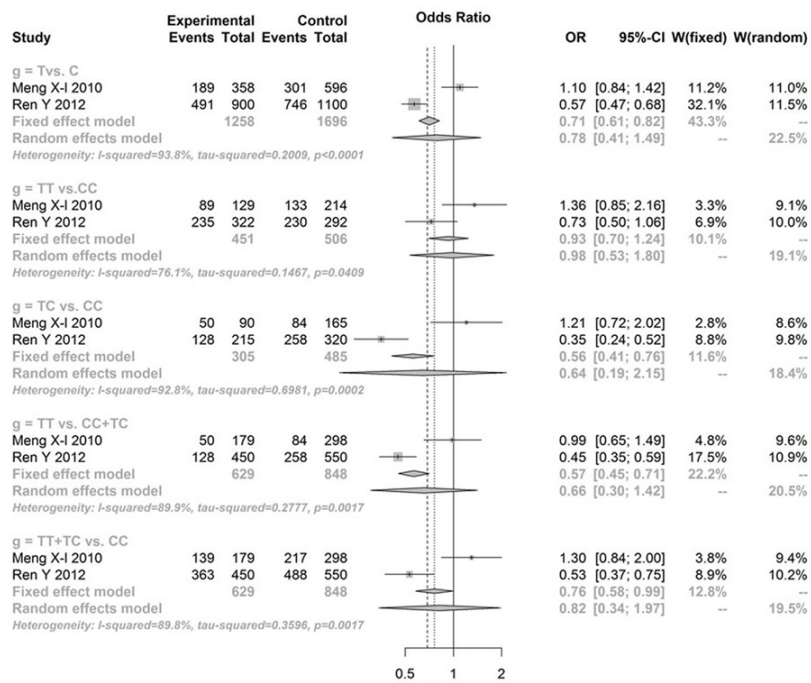 Experimental Control Odds Ratio
Study Events Total Events Total OR 95%-CI W(fixed) W(random)
g = Tvs. C
Meng X-I 2010 189 358 301 596 1.10 [0.84; 1.42] 11.2% 11.0%
Ren Y 2012 491 900 746 1100 0.57 [0.47; 0.68] 32.1% 11.5%
Fixed effect model 1258 1696 0.71 [0.61; 0.82] 43.3% --
Random effects model 0.78 [0.41; 1.49] -- 22.5%
Heterogeneity: I-squared=93.8%, tau-squared=0.2009, p<0.0001
g = TT vs.CC
Meng X-I 2010 89 129 133 214 1.36 [0.85; 2.16] 3.3% 9.1%
Ren Y 2012 235 322 230 292 0.73 [0.50; 1.06] 6.9% 10.0%
Fixed effect model 451 506 0.93 [0.70; 1.24] 10.1% --
Random effects model 0.98 [0.53; 1.80] -- 19.1%
Heterogeneity: I-squared=76.1%, tau-squared=0.1467, p=0.0409
g = TC vs. CC
Meng X-I 2010 50 90 84 165 1.21 [0.72; 2.02] 2.8% 8.6%
Ren Y 2012 128 215 258 320 0.35 [0.24; 0.52] 8.8% 9.8%
Fixed effect model 305 485 0.56 [0.41; 0.76] 11.6% --
Random effects model 0.64 [0.19; 2.15] -- 18.4%
Heterogeneity: I-squared=92.8%, tau-squared=0.6981, p=0.0002
g = TT vs. CC+TC
Meng X-I 2010 50 179 84 298 0.99 [0.65; 1.49] 4.8% 9.6%
Ren Y 2012 128 450 258 550 0.45 [0.35; 0.59] 17.5% 10.9%
Fixed effect model 629 848 0.57 [0.45; 0.71] 22.2% --
Random effects model 0.66 [0.30; 1.42] -- 20.5%
Heterogeneity: I-squared=89.9%, tau-squared=0.2777, p=0.0017
g = TT+TC vs. CC
Meng X-I 2010 139 179 217 298 1.30 [0.84; 2.00] 3.8% 9.4%
Ren Y 2012 363 450 488 550 0.53 [0.37; 0.75] 8.9% 10.2%
Fixed effect model 629 848 0.76 [0.58; 0.99] 12.8% --
Random effects model 0.82 [0.34; 1.97] -- 19.5%
Heterogeneity: I-squared=89.8%, tau-squared=0.3596, p=0.0017
0.5 1 2